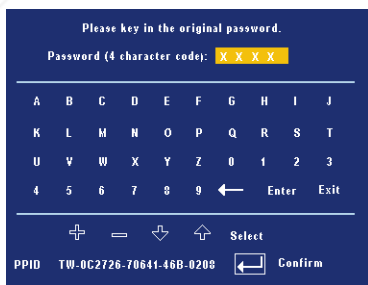 Please key in the original password.
Password (4 character code): X X X X
A B C D E F G H I J
K L M N O P Q R S T
U V W X Y Z 0 1 2 3
4 5 6 7 8 9 Enter Exit
Select
PPID TW-0C2726-70641-46B-0208 Confirm